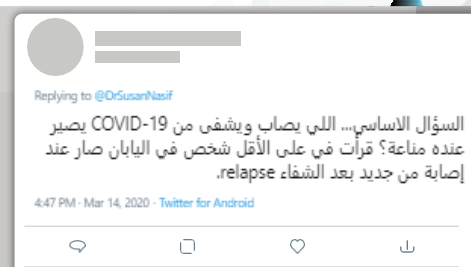 Replying to @DrSusanNasif
السؤال الاساسي... اللي يصاب ويشفى من COVID-19 يصير
عنده مناعة؟ قرأت في على الأقل شخص في اليابان صار عند
إصابة من جديد بعد الشفاء relapse.
4:47 PM · Mar 14, 2020 · Twitter for Android